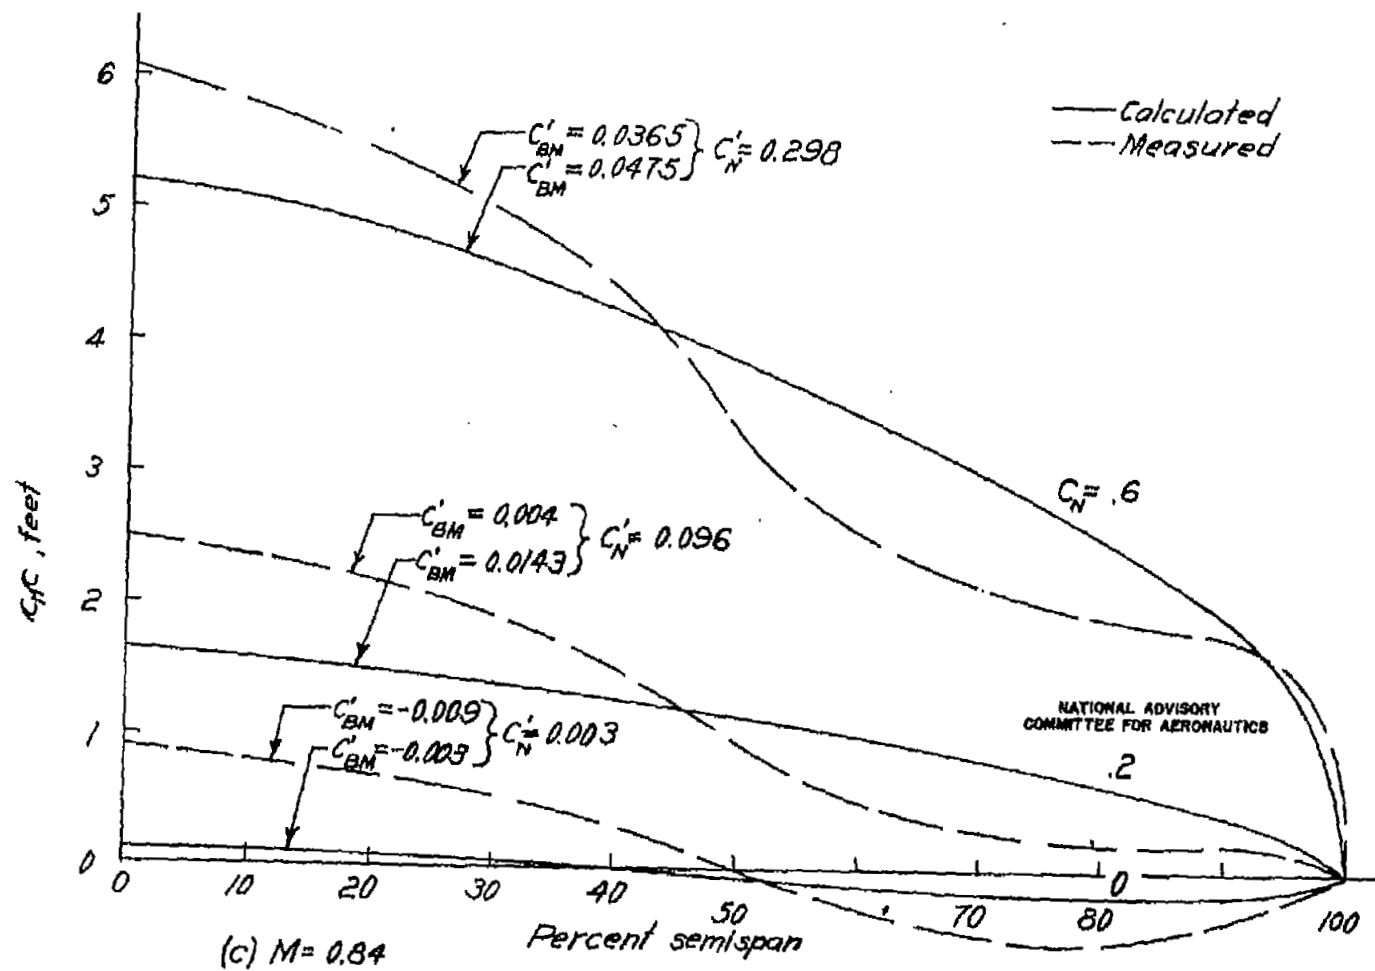 6
5
4
3
2
1
0
cₙc, feet
Calculated
Measured
C'BM = 0.0365 } C'N = 0.298
C'BM = 0.0475
CN = .6
C'BM = 0.004 } C'N = 0.096
C'BM = 0.0143
C'BM = -0.009 } C'N = 0.003
C'BM = -0.003
NATIONAL ADVISORY
COMMITTEE FOR AERONAUTICS
.2
0
0 10 20 30 40 50 70 80 100
Percent semispan
(c) M = 0.84